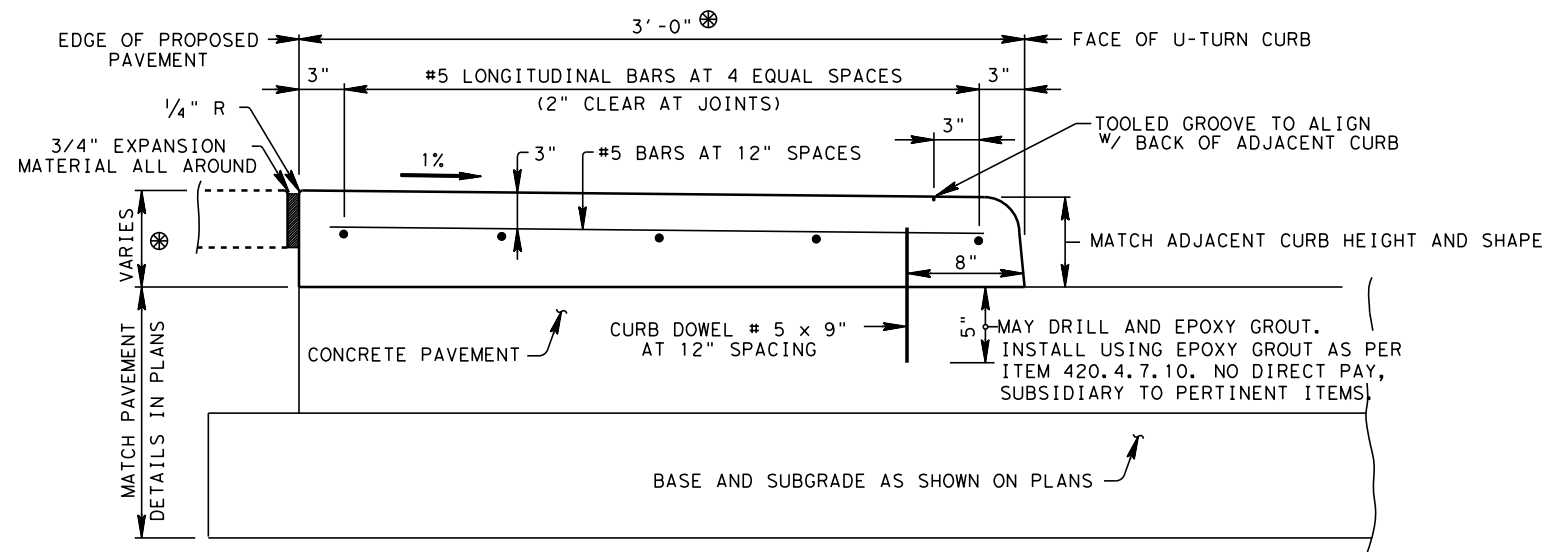 3'-0"
EDGE OF PROPOSED
PAVEMENT
FACE OF U-TURN CURB
3"
#5 LONGITUDINAL BARS AT 4 EQUAL SPACES
(2" CLEAR AT JOINTS)
3"
1/4" R
3/4" EXPANSION
MATERIAL ALL AROUND
1%
3"
#5 BARS AT 12" SPACES
3"
TOOLED GROOVE TO ALIGN
W/ BACK OF ADJACENT CURB
VARIES
MATCH ADJACENT CURB HEIGHT AND SHAPE
8"
CURB DOWEL # 5 x 9"
AT 12" SPACING
5"
MAY DRILL AND EPOXY GROUT.
INSTALL USING EPOXY GROUT AS PER
ITEM 420.4.7.10. NO DIRECT PAY,
SUBSIDIARY TO PERTINENT ITEMS.
CONCRETE PAVEMENT
MATCH PAVEMENT
DETAILS IN PLANS
BASE AND SUBGRADE AS SHOWN ON PLANS